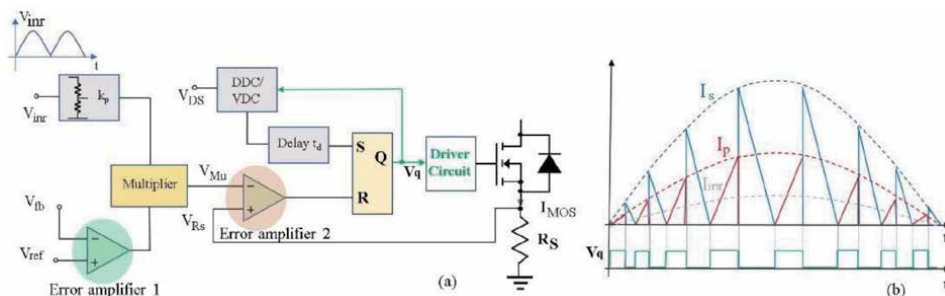 Vinr
t
Vinr
kp
VDS
DDC/
VDC
Delay td
S
Q
R
Vq
Driver
Circuit
Multiplier
VMu
VRs
Vfb
Vref
Error amplifier 1
Error amplifier 2
IMOS
RS
(a)
Is
Ip
Iinr
t
Vq
t
(b)